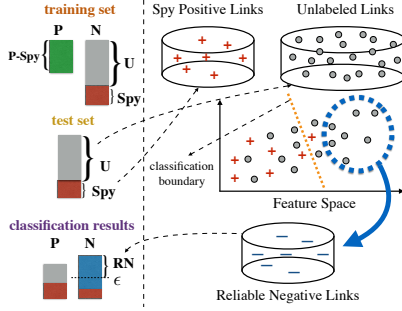 training set
P N
P-Spy
U
Spy
test set
U
Spy
classification results
P N
RN
ϵ
Spy Positive Links
Unlabeled Links
classification
boundary
Feature Space
Reliable Negative Links